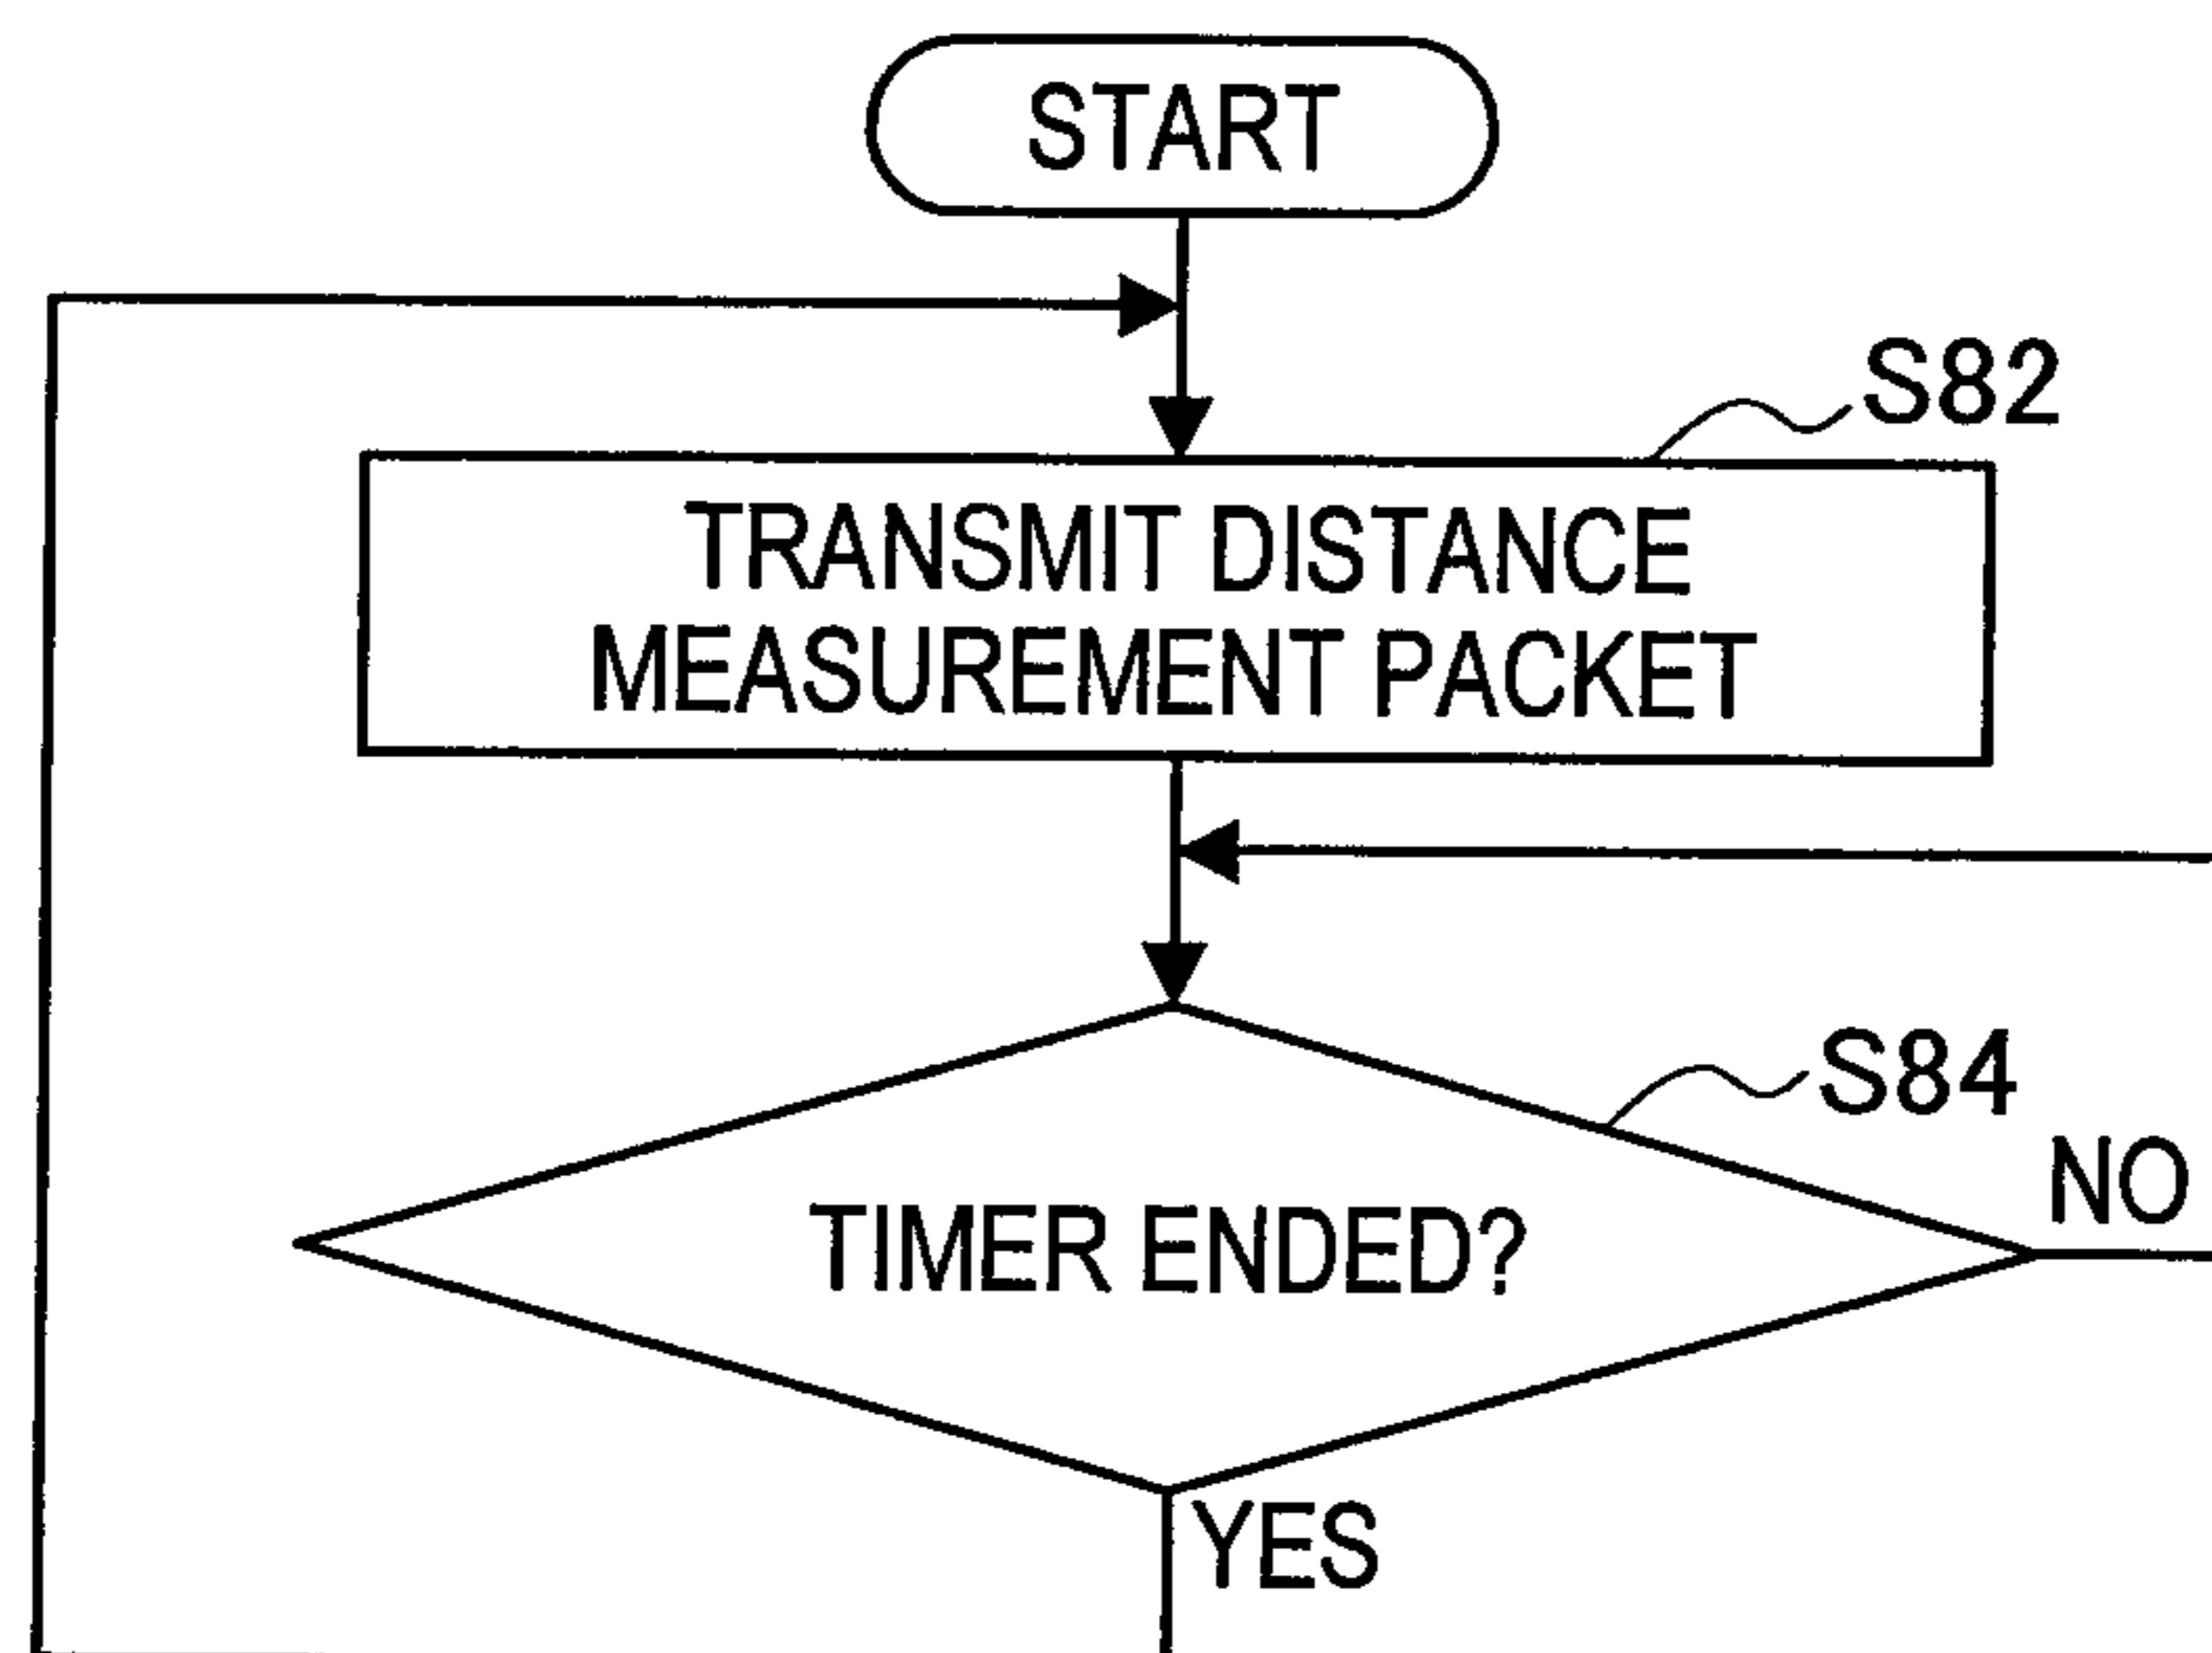 START
S82
TRANSMIT DISTANCE
MEASUREMENT PACKET
S84
NO
TIMER ENDED?
YES